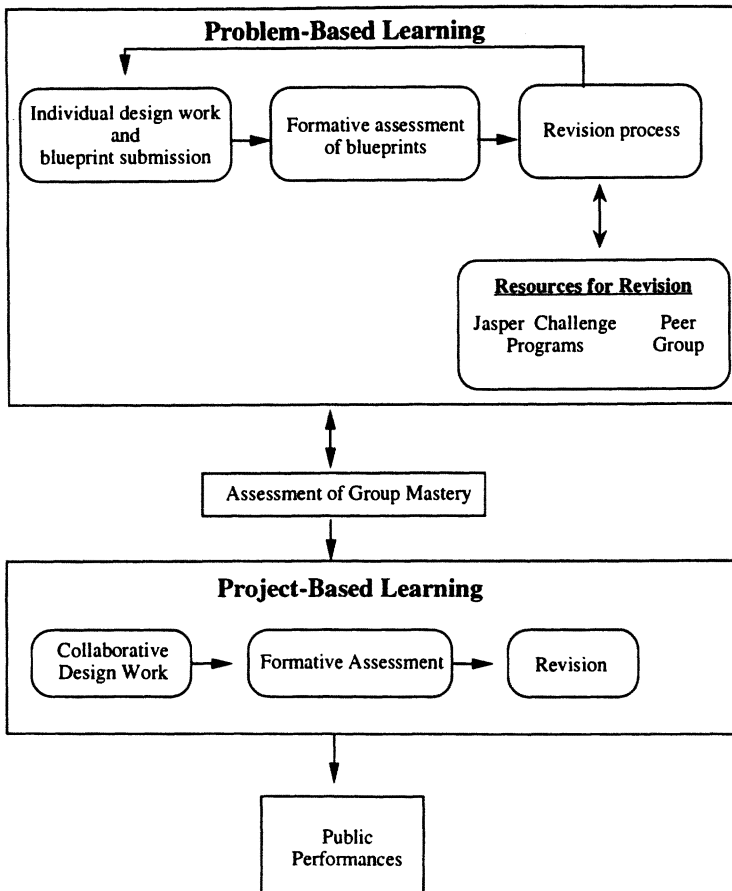 Problem-Based Learning
Individual design work
and
blueprint submission
Formative assessment
of blueprints
Revision process
Resources for Revision
Jasper Challenge
Programs
Peer
Group
Assessment of Group Mastery
Project-Based Learning
Collaborative
Design Work
Formative Assessment
Revision
Public
Performances